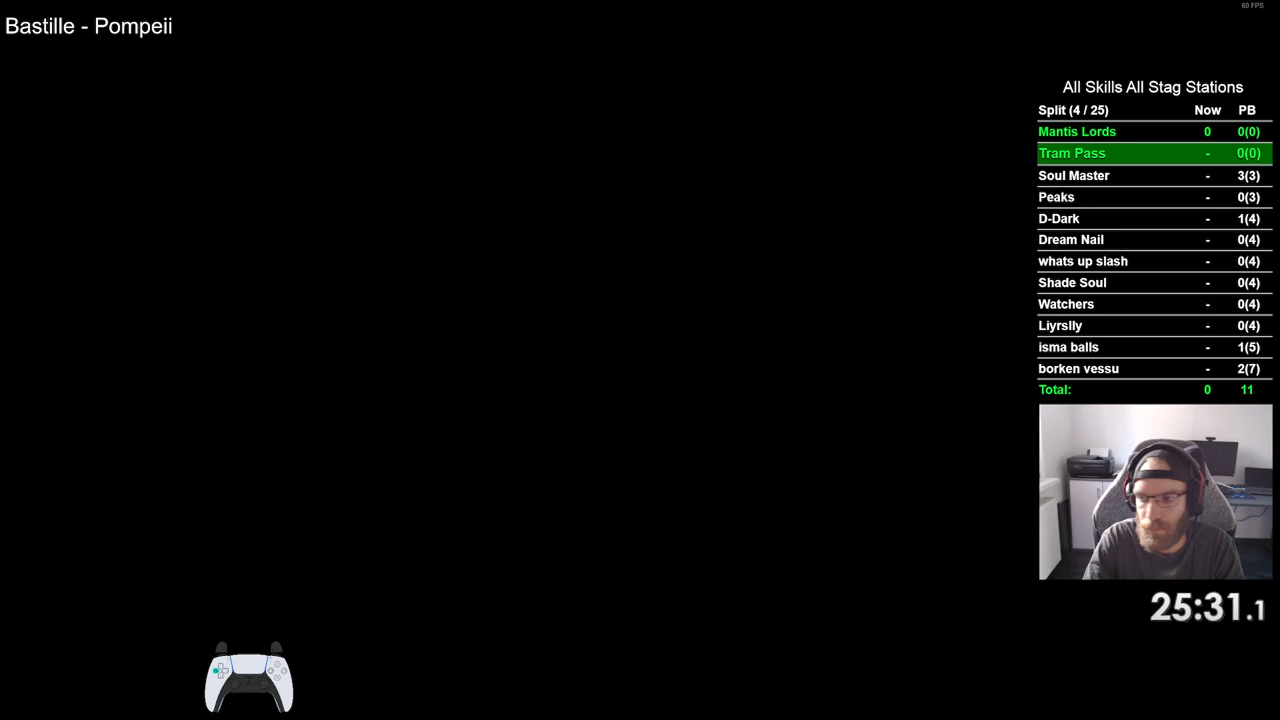 60 FPS
Bastille - Pompeii
All Skills All Stag Stations
Split (4 / 25) Now PB
Mantis Lords 0 0(0)
Tram Pass - 0(0)
Soul Master - 3(3)
Peaks - 0(3)
D-Dark - 1(4)
Dream Nail - 0(4)
whats up slash - 0(4)
Shade Soul - 0(4)
Watchers - 0(4)
Liyrslly - 0(4)
isma balls - 1(5)
borken vessu - 2(7)
Total: 0 11
25:31.1